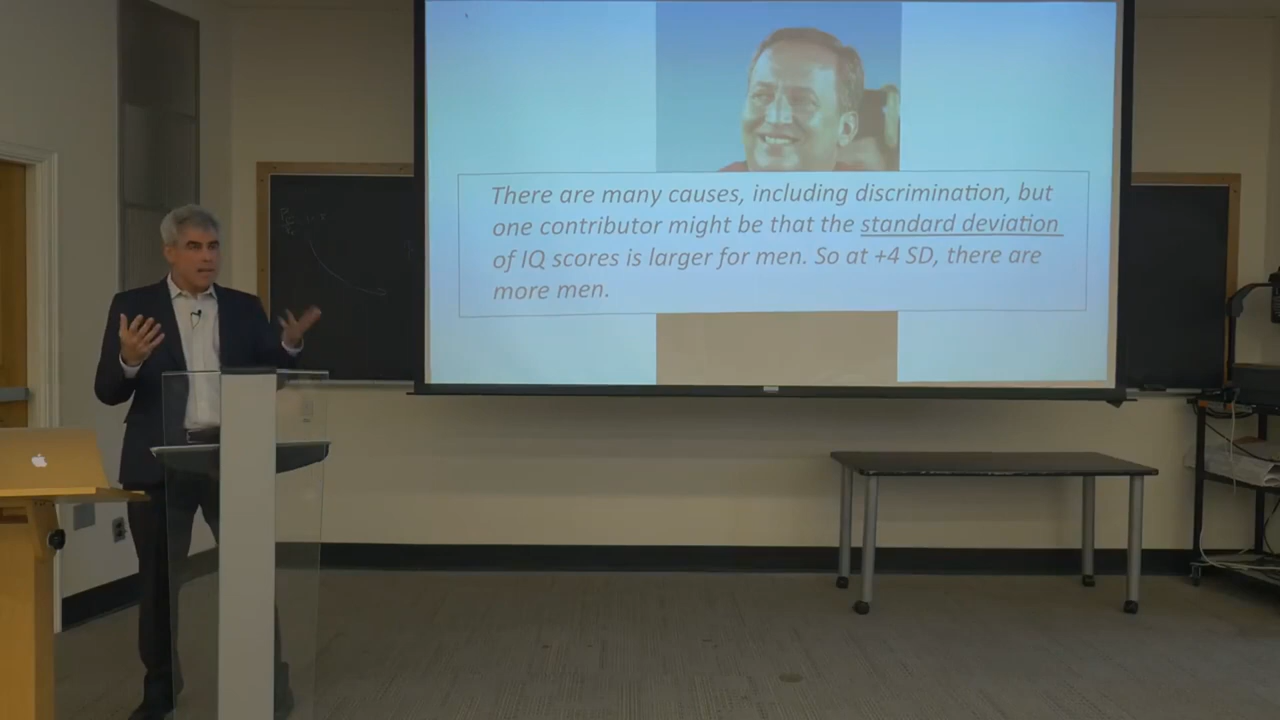 There are many causes, including discrimination, but
one contributor might be that the standard deviation
of IQ scores is larger for men. So at +4 SD, there are
more men.